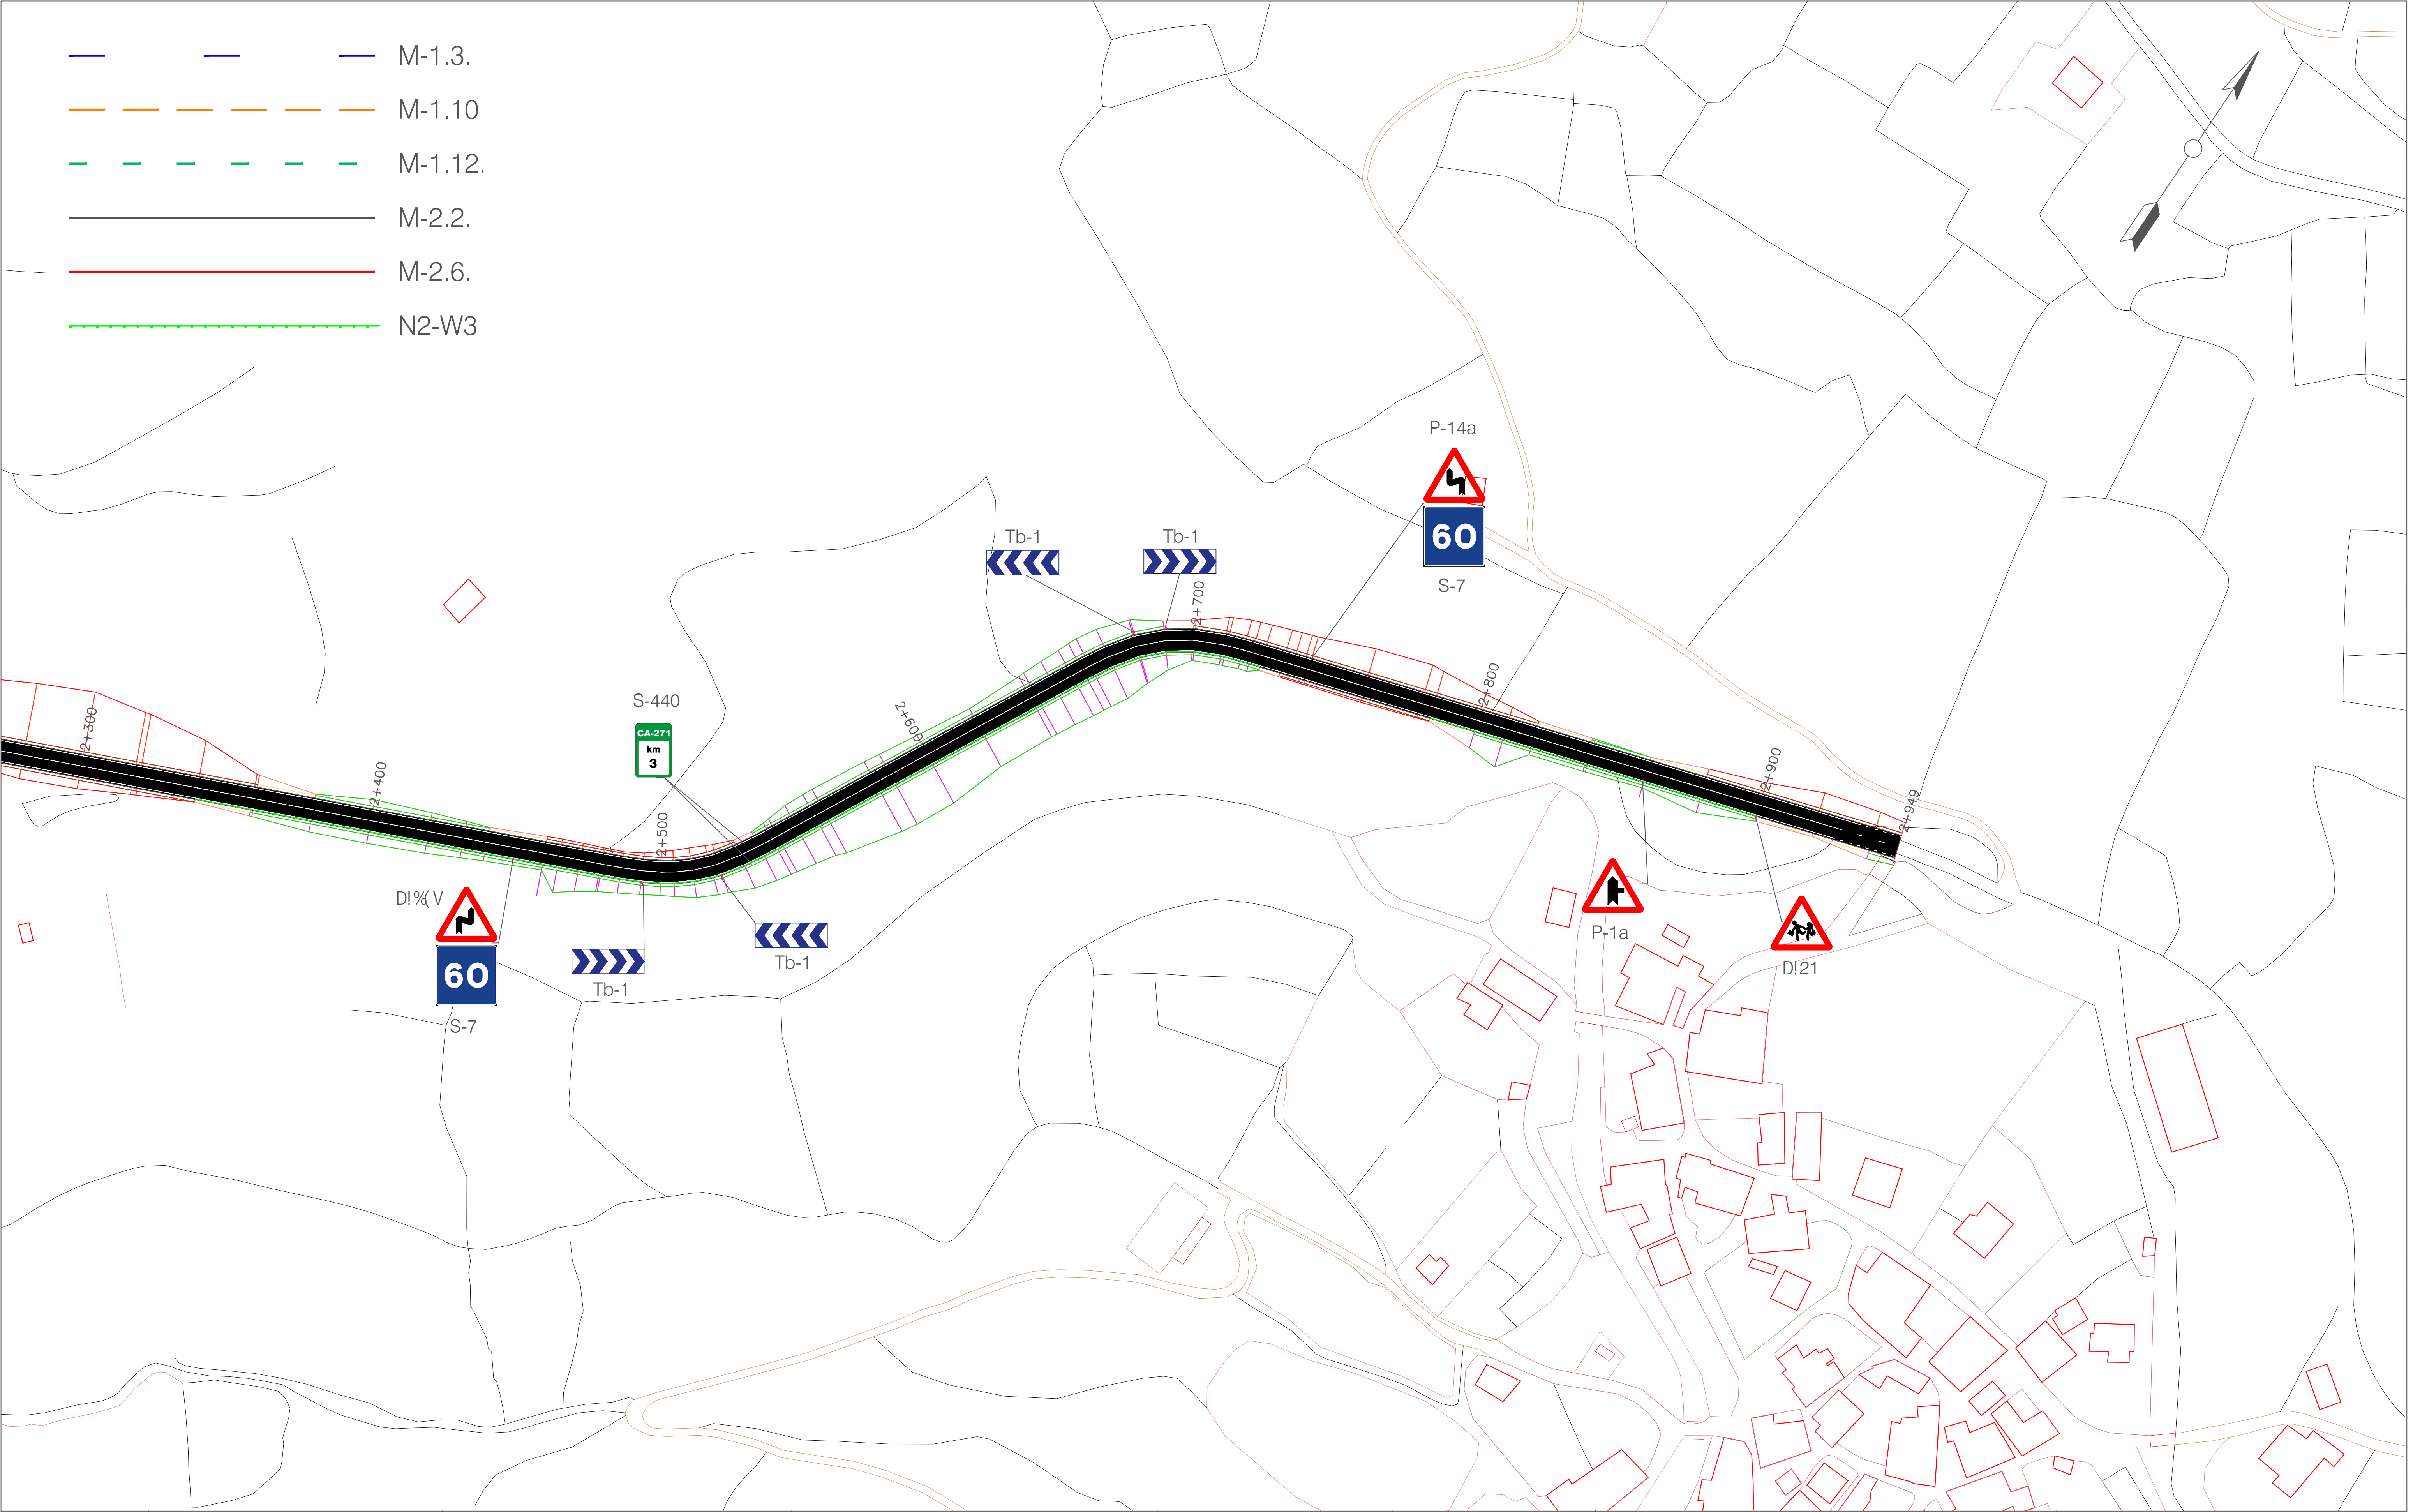 M-1.3.
M-1.10
M-1.12.
M-2.2.
M-2.6.
N2-W3
P-14a
60
S-7
Tb-1
Tb-1
2+700
S-440
CA-271
km
3
2+300
2+400
2+500
2+600
2+800
2+900
2+949
D!%(V
60
S-7
Tb-1
Tb-1
P-1a
D!21